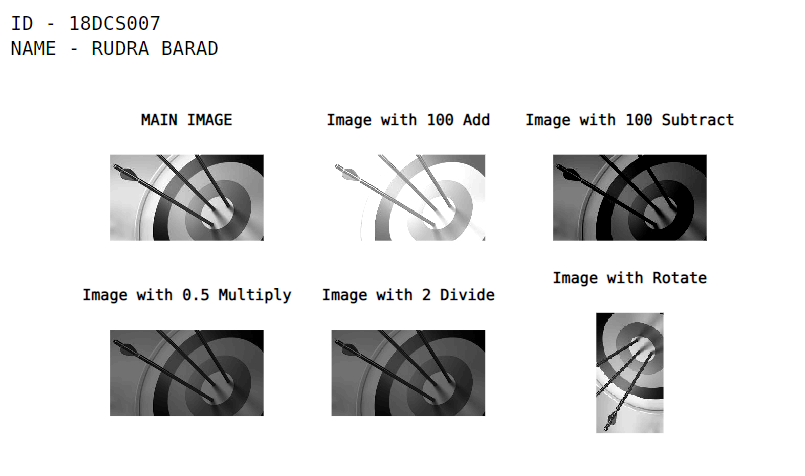 ID - 18DCS007
NAME - RUDRA BARAD
MAIN IMAGE
Image with 100 Add
Image with 100 Subtract
Image with 0.5 Multiply
Image with 2 Divide
Image with Rotate